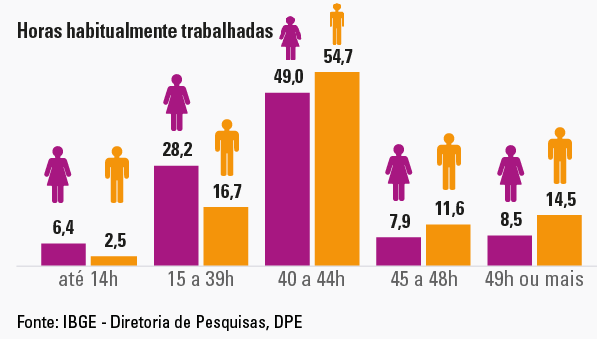 Horas habitualmente trabalhadas
6,4
2,5
28,2
16,7
49,0
54,7
7,9
11,6
8,5
14,5
até 14h
15 a 39h
40 a 44h
45 a 48h
49h ou mais
Fonte: IBGE - Diretoria de Pesquisas, DPE